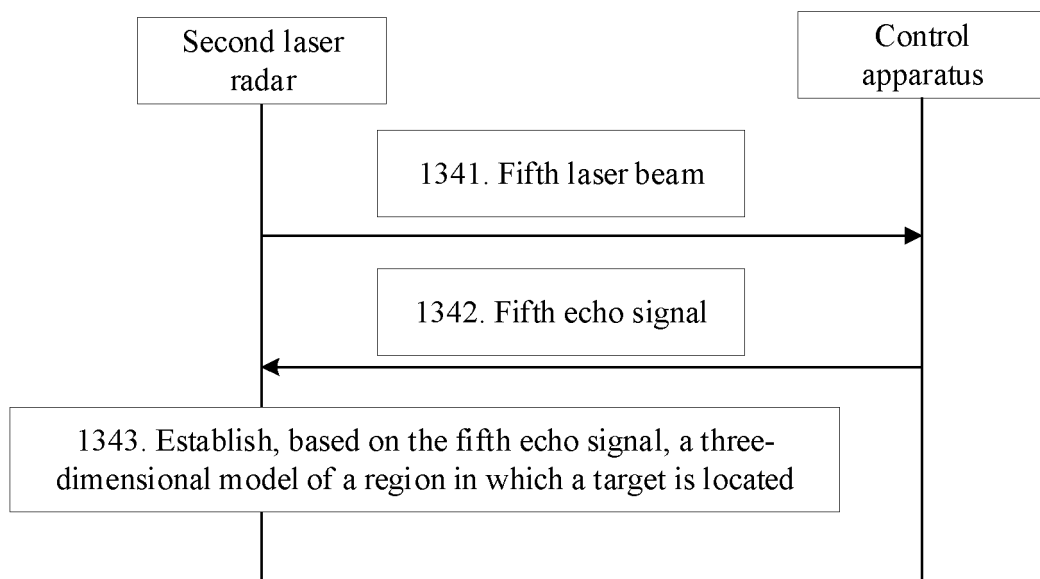 Second laser
radar
Control
apparatus
1341. Fifth laser beam
1342. Fifth echo signal
1343. Establish, based on the fifth echo signal, a three-
dimensional model of a region in which a target is located